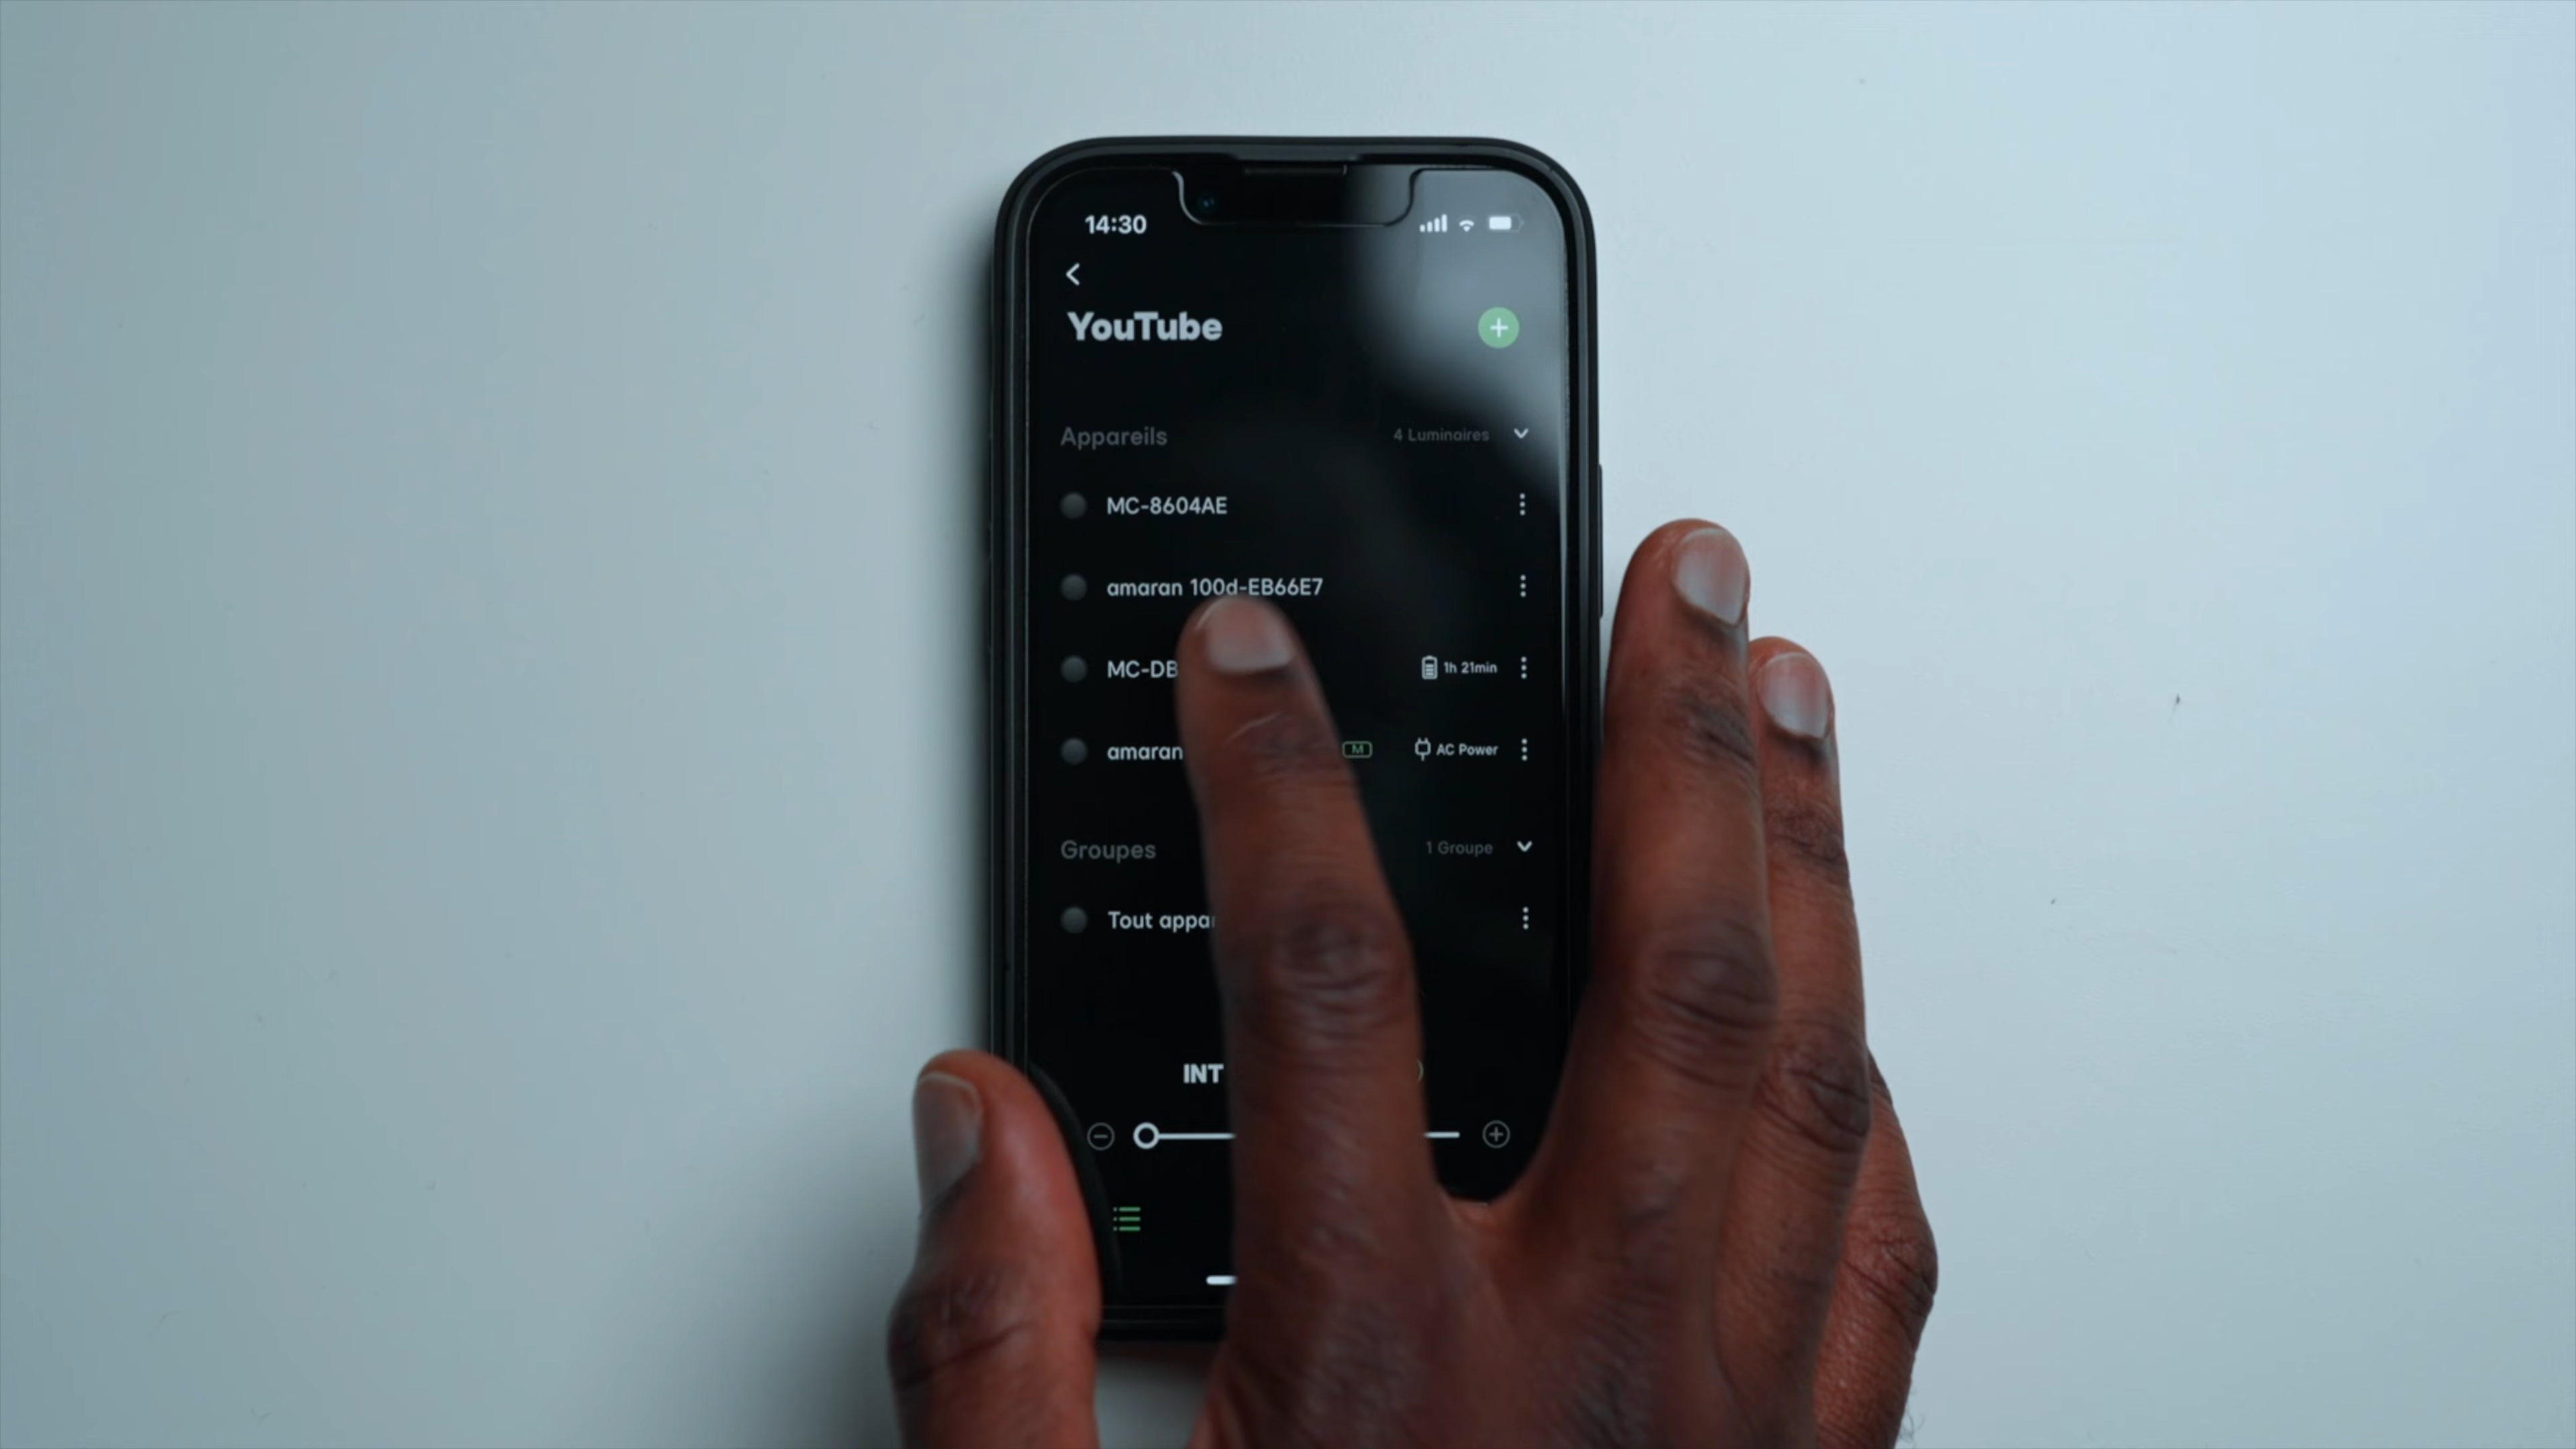 14:30
YouTube
Appareils 4 Luminaires
MC-8604AE
amaran 100d-EB66E7
MC-DB 1h 21min
amaran M AC Power
Groupes 1 Groupe
Tout
INT